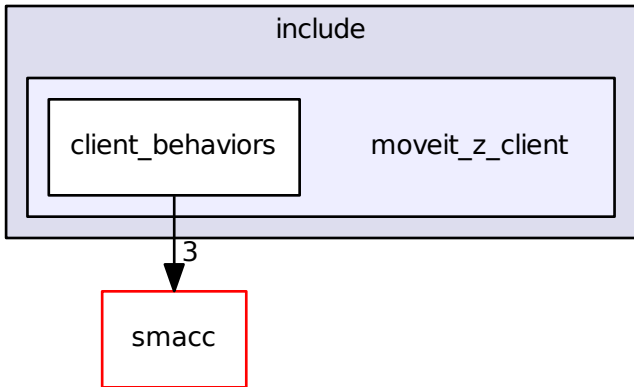 include
client_behaviors
moveit_z_client
3
smacc